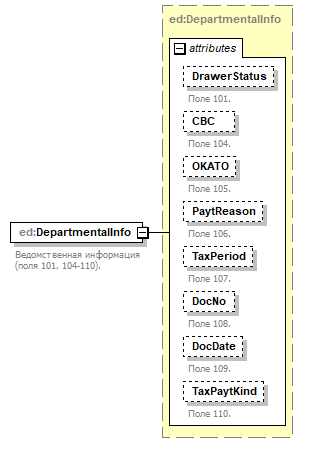 ed:DepartmentalInfo
attributes
DrawerStatus
Поле 101.
CBC
Поле 104.
OKATO
Поле 105.
PaytReason
Поле 106.
ed:DepartmentalInfo
Ведомственная информация
(поля 101, 104-110).
TaxPeriod
Поле 107.
DocNo
Поле 108.
DocDate
Поле 109.
TaxPaytKind
Поле 110.